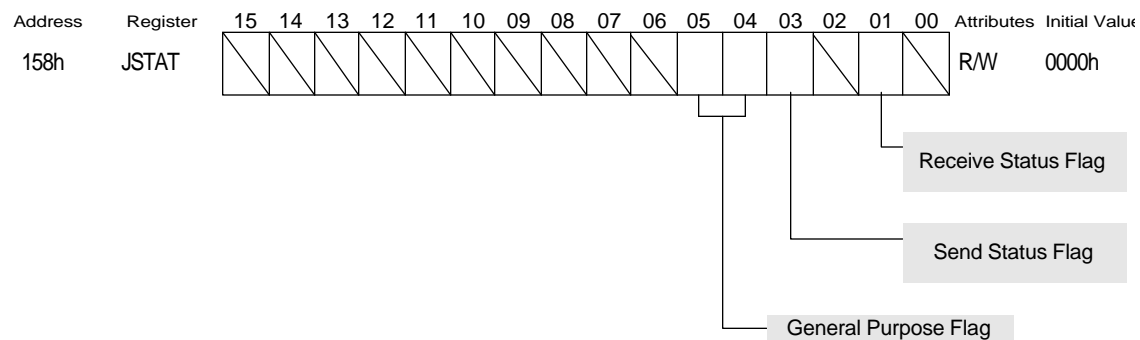 Address Register 15 14 13 12 11 10 09 08 07 06 05 04 03 02 01 00 Attributes Initial Value
158h JSTAT R/W 0000h
Receive Status Flag
Send Status Flag
General Purpose Flag